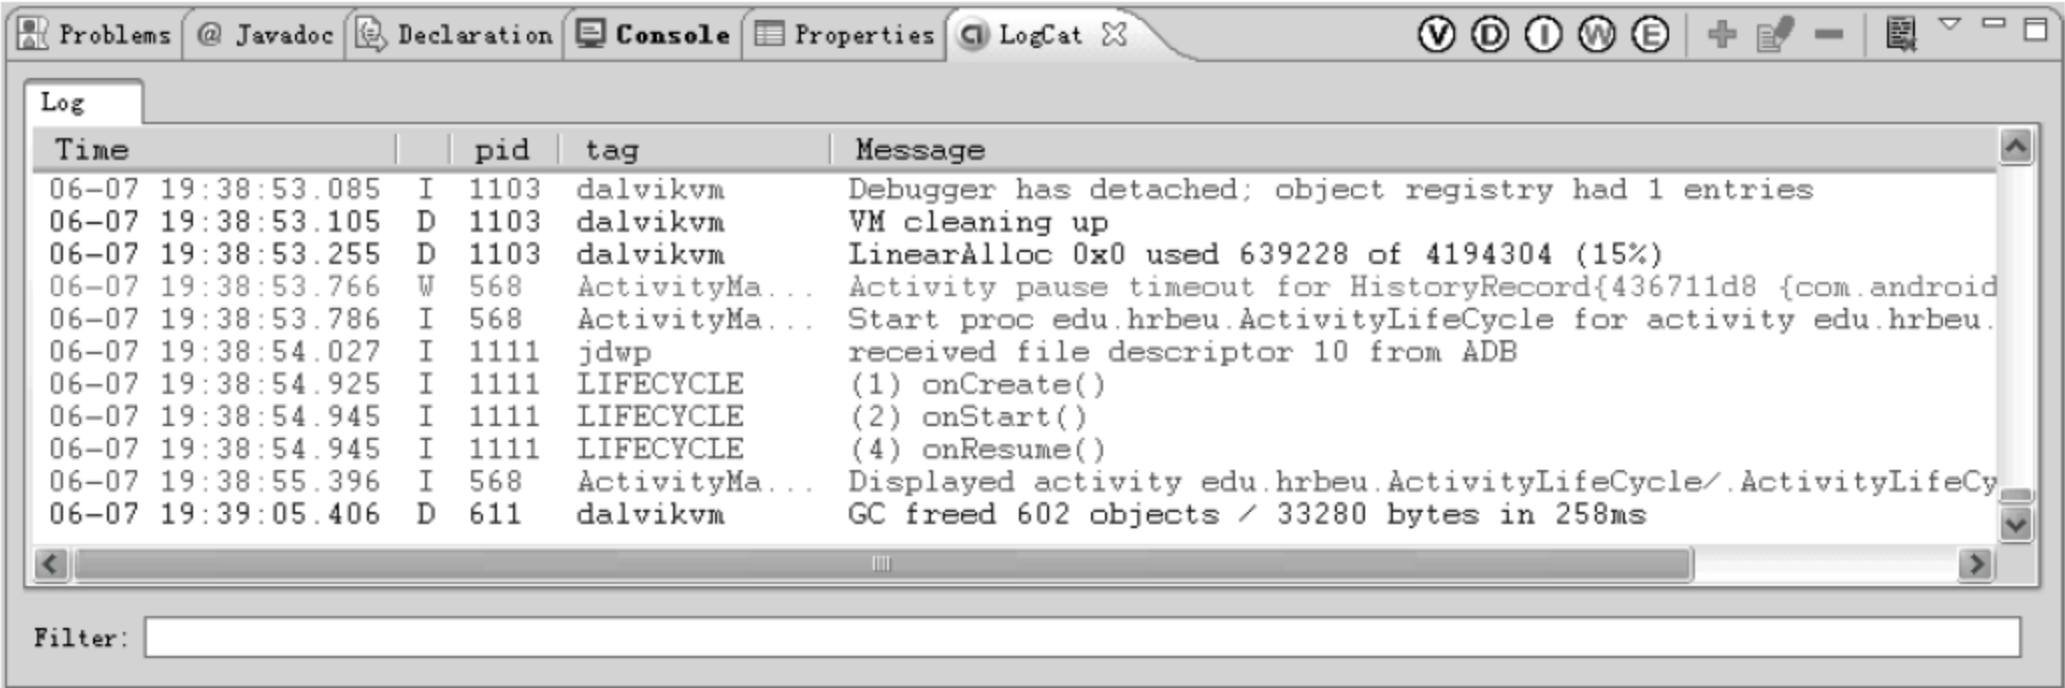 Problems @ Javadoc Declaration Console Properties LogCat V D I W E
Log
Time pid tag Message
06-07 19:38:53.085 I 1103 dalvikvm Debugger has detached; object registry had 1 entries
06-07 19:38:53.105 D 1103 dalvikvm VM cleaning up
06-07 19:38:53.255 D 1103 dalvikvm LinearAlloc 0x0 used 639228 of 4194304 (15%)
06-07 19:38:53.766 W 568 ActivityMa... Activity pause timeout for HistoryRecord{436711d8 {com.android
06-07 19:38:53.786 I 568 ActivityMa... Start proc edu.hrbeu.ActivityLifeCycle for activity edu.hrbeu.
06-07 19:38:54.027 I 1111 jdwp received file descriptor 10 from ADB
06-07 19:38:54.925 I 1111 LIFECYCLE (1) onCreate()
06-07 19:38:54.945 I 1111 LIFECYCLE (2) onStart()
06-07 19:38:54.945 I 1111 LIFECYCLE (4) onResume()
06-07 19:38:55.396 I 568 ActivityMa... Displayed activity edu.hrbeu.ActivityLifeCycle/.ActivityLifeCy
06-07 19:39:05.406 D 611 dalvikvm GC freed 602 objects / 33280 bytes in 258ms
Filter: